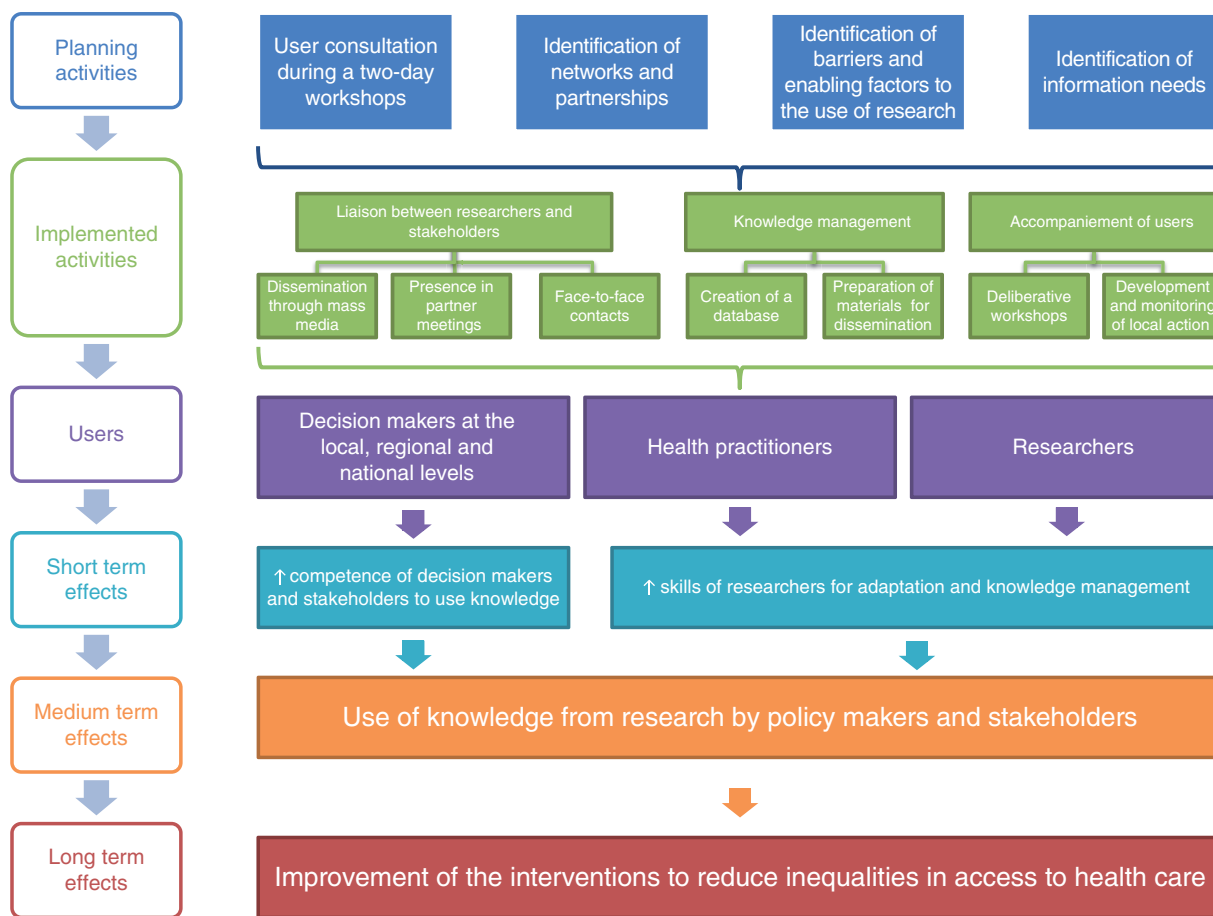 Planning
activities
User consultation
during a two-day
workshops
Identification of
networks and
partnerships
Identification of
barriers and
enabling factors to
the use of research
Identification of
information needs
Implemented
activities
Liaison between researchers and
stakeholders
Knowledge management
Accompaniement of users
Dissemination
through mass
media
Presence in
partner
meetings
Face-to-face
contacts
Creation of a
database
Preparation of
materials for
dissemination
Deliberative
workshops
Development
and monitoring
of local action
Users
Decision makers at the
local, regional and
national levels
Health practitioners
Researchers
Short term
effects
↑ competence of decision makers
and stakeholders to use knowledge
↑ skills of researchers for adaptation and knowledge management
Medium term
effects
Use of knowledge from research by policy makers and stakeholders
Long term
effects
Improvement of the interventions to reduce inequalities in access to health care